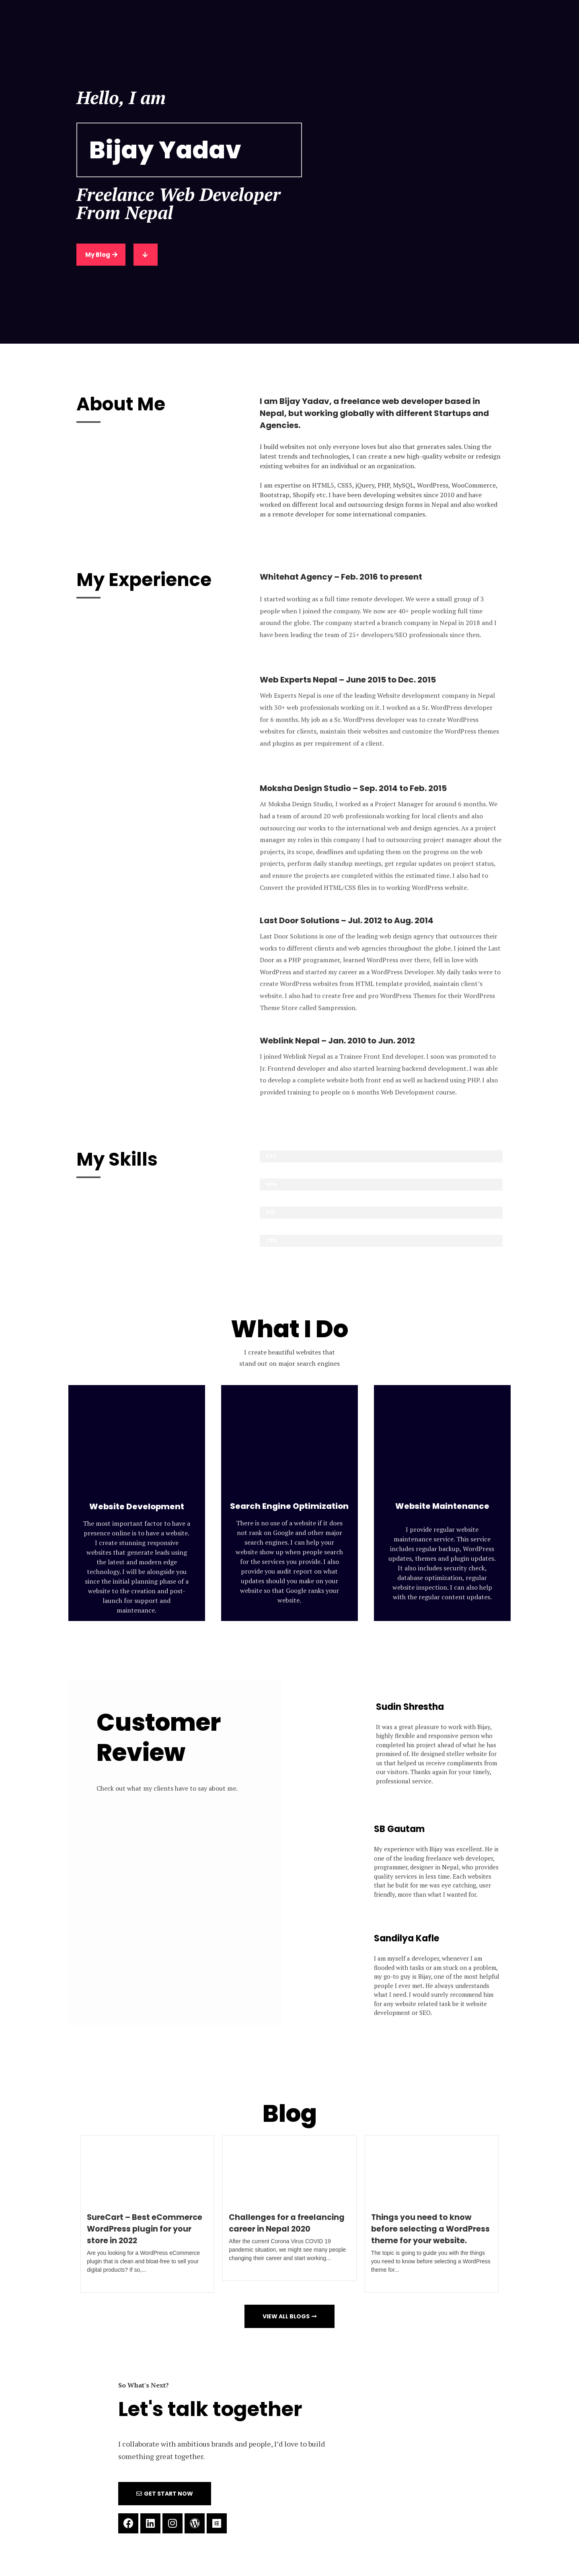 Hello, I am
Bijay Yadav
Freelance Web Developer
From Nepal
My Blog
About Me
I am Bijay Yadav, a freelance web developer based in
Nepal, but working globally with different Startups and
Agencies.
I build websites not only everyone loves but also that generates sales. Using the
latest trends and technologies, I can create a new high-quality website or redesign
existing websites for an individual or an organization.
I am expertise on HTML5, CSS3, jQuery, PHP, MySQL, WordPress, WooCommerce,
Bootstrap, Shopify etc. I have been developing websites since 2010 and have
worked on different local and outsourcing design forms in Nepal and also worked
as a remote developer for some international companies.
My Experience
Whitehat Agency – Feb. 2016 to present
I started working as a full time remote developer. We were a small group of 3
people when I joined the company. We now are 40+ people working full time
around the globe. The company started a branch company in Nepal in 2018 and I
have been leading the team of 25+ developers/SEO professionals since then.
Web Experts Nepal – June 2015 to Dec. 2015
Web Experts Nepal is one of the leading Website development company in Nepal
with 30+ web professionals working on it. I worked as a Sr. WordPress developer
for 6 months. My job as a Sr. WordPress developer was to create WordPress
websites for clients, maintain their websites and customize the WordPress themes
and plugins as per requirement of a client.
Moksha Design Studio – Sep. 2014 to Feb. 2015
At Moksha Design Studio, I worked as a Project Manager for around 6 months. We
had a team of around 20 web professionals working for local clients and also
outsourcing our works to the international web and design agencies. As a project
manager my roles in this company I had to outsourcing project manager about the
projects, its scope, deadlines and updating them on the progress on the web
projects, perform daily standup meetings, get regular updates on project status,
and ensure the projects are completed within the estimated time. I also had to
Convert the provided HTML/CSS files in to working WordPress website.
Last Door Solutions – Jul. 2012 to Aug. 2014
Last Door Solutions is one of the leading web design agency that outsources their
works to different clients and web agencies throughout the globe. I joined the Last
Door as a PHP programmer, learned WordPress over there, fell in love with
WordPress and started my career as a WordPress Developer. My daily tasks were to
create WordPress websites from HTML template provided, maintain client's
website. I also had to create free and pro WordPress Themes for their WordPress
Theme Store called Sampression.
Weblink Nepal – Jan. 2010 to Jun. 2012
I joined Weblink Nepal as a Trainee Front End developer. I soon was promoted to
Jr. Frontend developer and also started learning backend development. I was able
to develop a complete website both front end as well as backend using PHP. I also
provided training to people on 6 months Web Development course.
My Skills
What I Do
I create beautiful websites that
stand out on major search engines
Website Development
The most important factor to have a
presence online is to have a website.
I create stunning responsive
websites that generate leads using
the latest and modern edge
technology. I will be alongside you
since the initial planning phase of a
website to the creation and post-
launch for support and
maintenance.
Search Engine Optimization
There is no use of a website if it does
not rank on Google and other major
search engines. I can help your
website show up when people search
for the services you provide. I also
provide you audit report on what
updates should you make on your
website so that Google ranks your
website.
Website Maintenance
I provide regular website
maintenance service. This service
includes regular backup, WordPress
updates, themes and plugin updates.
It also includes security check,
database optimization, regular
website inspection. I can also help
with the regular content updates.
Customer
Review
Check out what my clients have to say about me.
Sudin Shrestha
It was a great pleasure to work with Bijay,
highly flexible and responsive person who
completed his project ahead of what he has
promised of. He designed steller website for
us that helped us receive compliments from
our visitors. Thanks again for your timely,
professional service.
SB Gautam
My experience with Bijay was excellent. He is
one of the leading freelance web developer,
programmer, designer in Nepal, who provides
quality services in less time. Each websites
that he bulit for me was eye catching, user
friendly, more than what I wanted for.
Sandilya Kafle
I am myself a developer, whenever I am
flooded with tasks or am stuck on a problem,
my go-to guy is Bijay, one of the most helpful
people I ever met. He always understands
what I need. I would surely recommend him
for any website related task be it website
development or SEO.
Blog
SureCart – Best eCommerce
WordPress plugin for your
store in 2022
Are you looking for a WordPress eCommerce
plugin that is clean and bloat-free to sell your
digital products? If so,...
Challenges for a freelancing
career in Nepal 2020
After the current Corona Virus COVID 19
pandemic situation, we might see many people
changing their career and start working...
Things you need to know
before selecting a WordPress
theme for your website.
The topic is going to guide you with the things
you need to know before selecting a WordPress
theme for...
VIEW ALL BLOGS
So What's Next?
Let's talk together
I collaborate with ambitious brands and people, I'd love to build
something great together.
GET START NOW